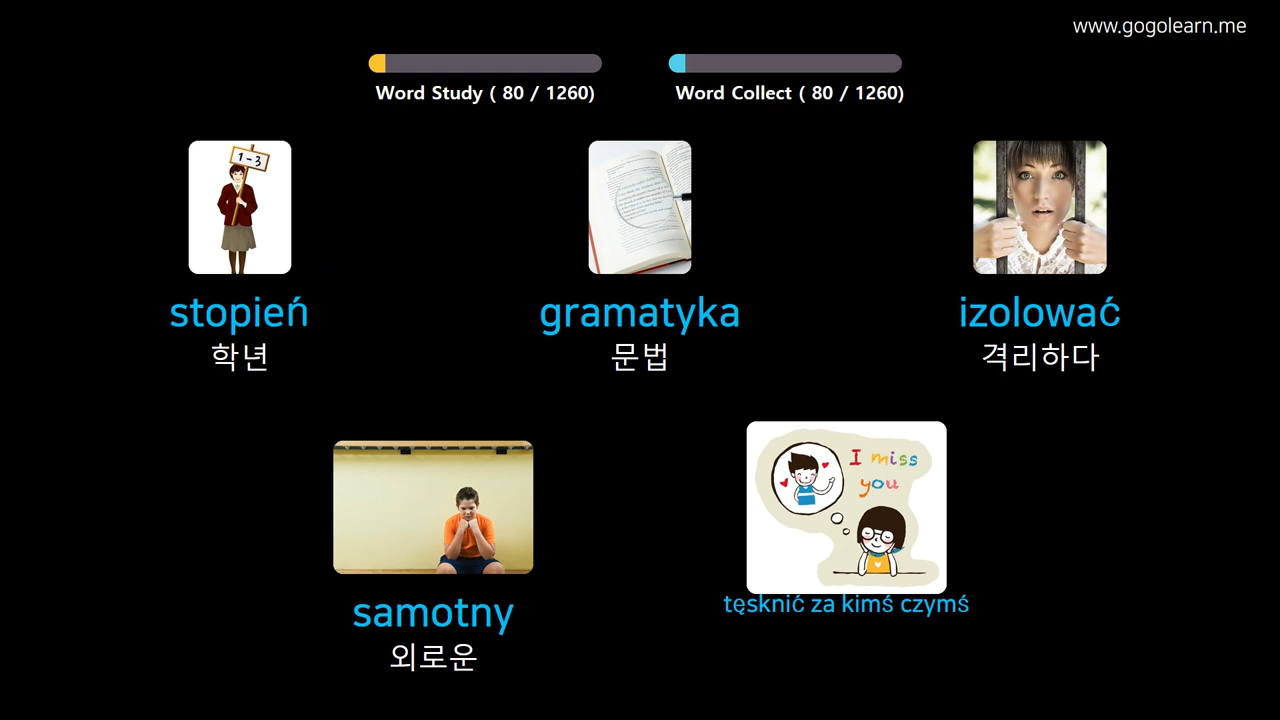 www.gogolearn.me
Word Study ( 80 / 1260)
Word Collect ( 80 / 1260)
1-3
stopień
학년
gramatyka
문법
izolować
격리하다
samotny
외로운
I miss
you
tęsknić za kimś czymś